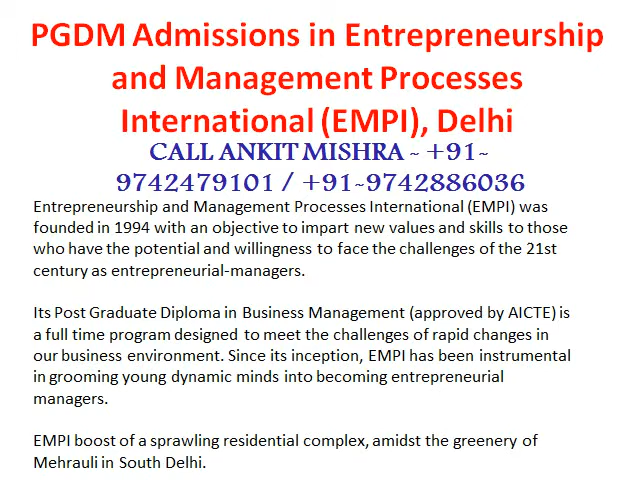 PGDM Admissions in Entrepreneurship
and Management Processes
International (EMPI), Delhi
CALL ANKIT MISHRA ~ +91~
9742479101 / +91~9742886036
Entrepreneurship and Management Processes International (EMPI) was
founded in 1994 with an objective to impart new values and skills to those
who have the potential and willingness to face the challenges of the 21st
century as entrepreneurial-managers.
Its Post Graduate Diploma in Business Management (approved by AICTE) is
a full time program designed to meet the challenges of rapid changes in
our business environment. Since its inception, EMPI has been instrumental
in grooming young dynamic minds into becoming entrepreneurial
managers.
EMPI boost of a sprawling residential complex, amidst the greenery of
Mehrauli in South Delhi.